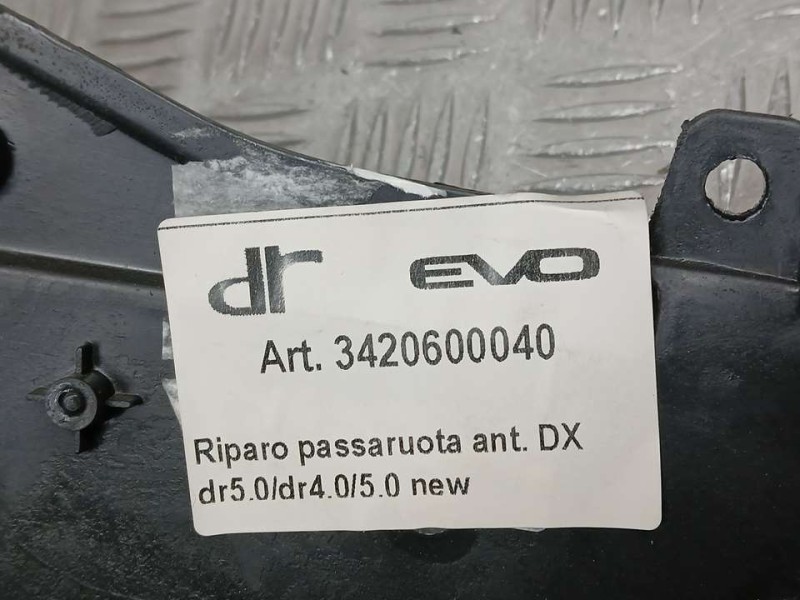 dr EVO
Art. 3420600040
Riparo passaruota ant. DX
dr5.0/dr4.0/5.0 new